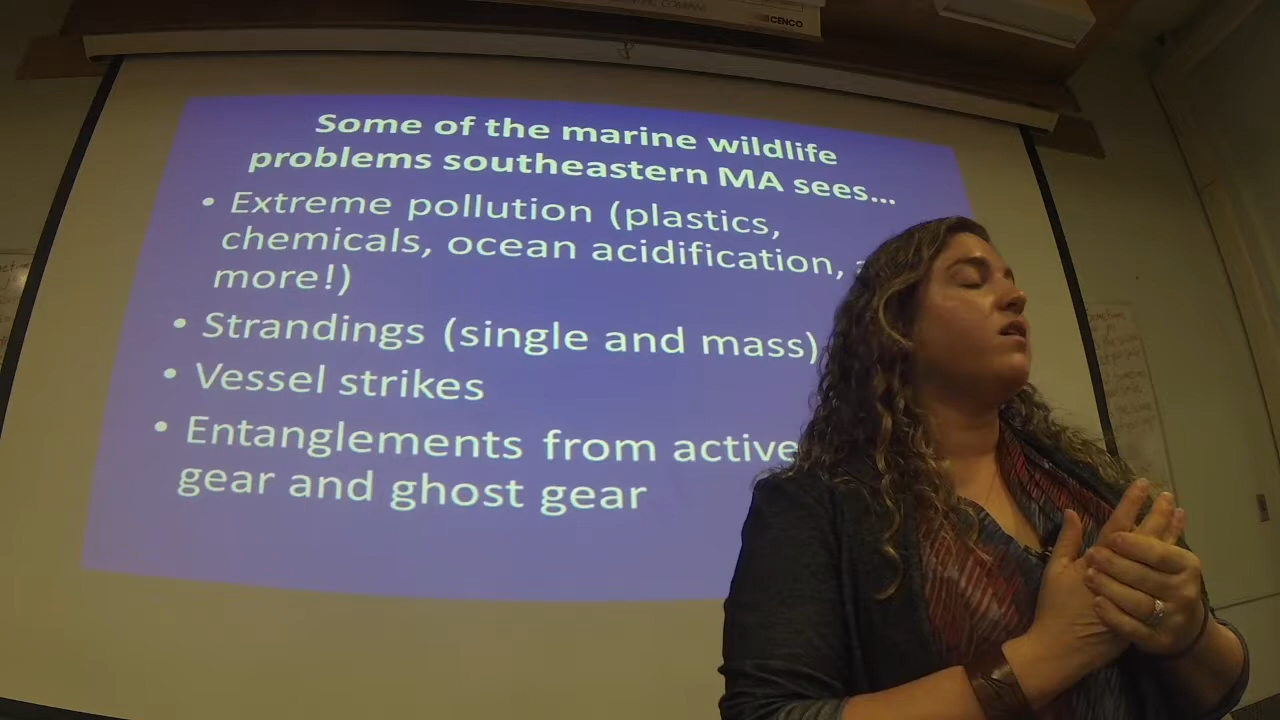 CENCO
Some of the marine wildlife
problems southeastern MA sees...
• Extreme pollution (plastics,
chemicals, ocean acidification,
more!)
• Strandings (single and mass)
• Vessel strikes
• Entanglements from active
gear and ghost gear